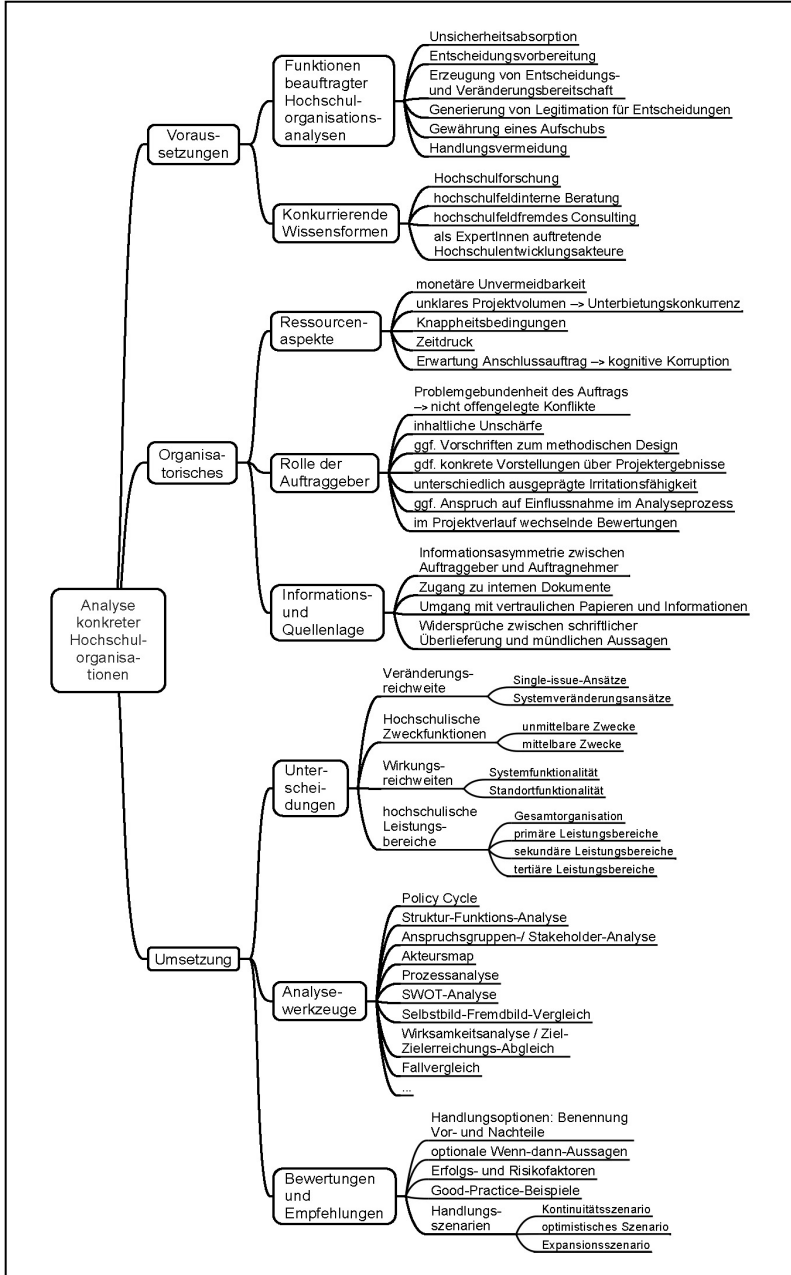 Analyse
konkreter
Hochschul-
organisa-
tionen
Voraus-
setzungen
Funktionen
beauftragter
Hochschul-
organisations-
analysen
Unsicherheitsabsorption
Entscheidungsvorbereitung
Erzeugung von Entscheidungs-
und Veränderungsbereitschaft
Generierung von Legitimation für Entscheidungen
Gewährung eines Aufschubs
Handlungsvermeidung
Konkurrierende
Wissensformen
Hochschulforschung
hochschulfeldinterne Beratung
hochschulfeldfremdes Consulting
als ExpertInnen auftretende
Hochschulentwicklungsakteure
Organisa-
torisches
Ressourcen-
aspekte
monetäre Unvermeidbarkeit
unklares Projektvolumen –> Unterbietungskonkurrenz
Knappheitsbedingungen
Zeitdruck
Erwartung Anschlussauftrag –> kognitive Korruption
Rolle der
Auftraggeber
Problemgebundenheit des Auftrags
–> nicht offengelegte Konflikte
inhaltliche Unschärfe
ggf. Vorschriften zum methodischen Design
gdf. konkrete Vorstellungen über Projektergebnisse
unterschiedlich ausgeprägte Irritationsfähigkeit
ggf. Anspruch auf Einflussnahme im Analyseprozess
im Projektverlauf wechselnde Bewertungen
Informations-
und
Quellenlage
Informationsasymmetrie zwischen
Auftraggeber und Auftragnehmer
Zugang zu internen Dokumente
Umgang mit vertraulichen Papieren und Informationen
Widersprüche zwischen schriftlicher
Überlieferung und mündlichen Aussagen
Umsetzung
Unter-
schei-
dungen
Veränderungs-
reichweite
Single-issue-Ansätze
Systemveränderungsansätze
Hochschulische
Zweckfunktionen
unmittelbare Zwecke
mittelbare Zwecke
Wirkungs-
reichweiten
Systemfunktionalität
Standortfunktionalität
hochschulische
Leistungs-
bereiche
Gesamtorganisation
primäre Leistungsbereiche
sekundäre Leistungsbereiche
tertiäre Leistungsbereiche
Analyse-
werkzeuge
Policy Cycle
Struktur-Funktions-Analyse
Anspruchsgruppen-/ Stakeholder-Analyse
Akteursmap
Prozessanalyse
SWOT-Analyse
Selbstbild-Fremdbild-Vergleich
Wirksamkeitsanalyse / Ziel-
Zielerreichungs-Abgleich
Fallvergleich
...
Bewertungen
und
Empfehlungen
Handlungsoptionen: Benennung
Vor- und Nachteile
optionale Wenn-dann-Aussagen
Erfolgs- und Risikofaktoren
Good-Practice-Beispiele
Handlungs-
szenarien
Kontinuitätsszenario
optimistisches Szenario
Expansionsszenario